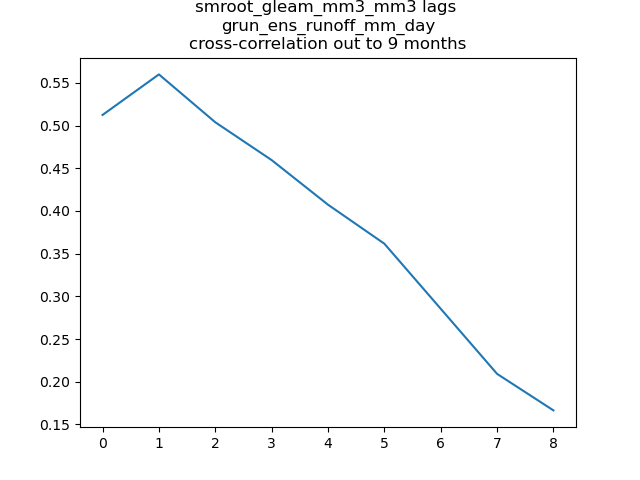 smroot_gleam_mm3_mm3 lags
grun_ens_runoff_mm_day
cross-correlation out to 9 months
0.55
0.50
0.45
0.40
0.35
0.30
0.25
0.20
0.15
0 1 2 3 4 5 6 7 8